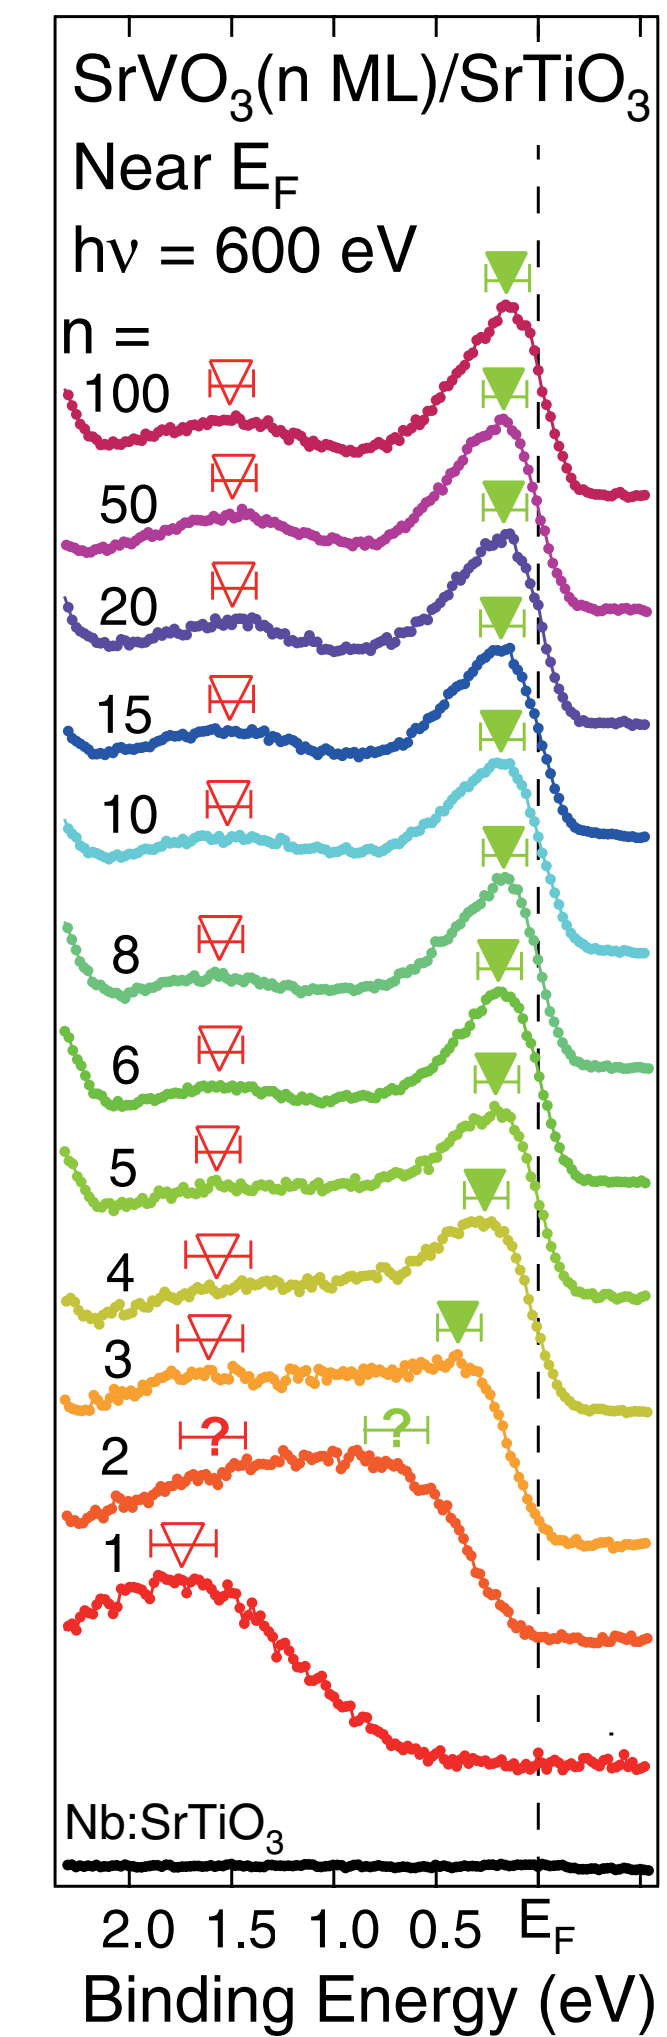 SrVO3(n ML)/SrTiO3
Near EF
hν = 600 eV
n =
100
50
20
15
10
8
6
5
4
3
? ?
2
1
Nb:SrTiO3
2.0 1.5 1.0 0.5 EF
Binding Energy (eV)